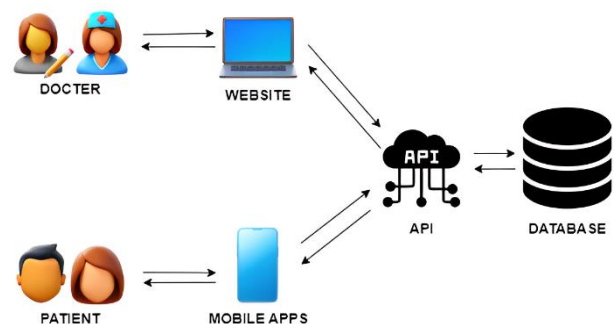 DOCTER
WEBSITE
API
API
DATABASE
PATIENT
MOBILE APPS